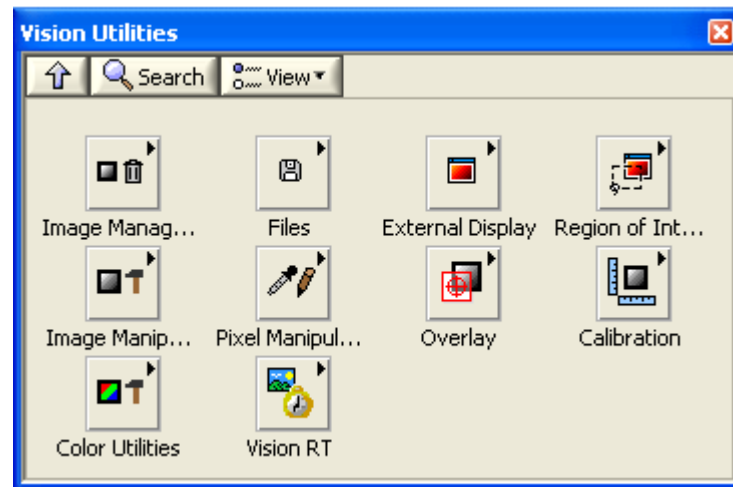 Vision Utilities
Search View
Image Manag... Files External Display Region of Int...
Image Manip... Pixel Manipul... Overlay Calibration
Color Utilities Vision RT